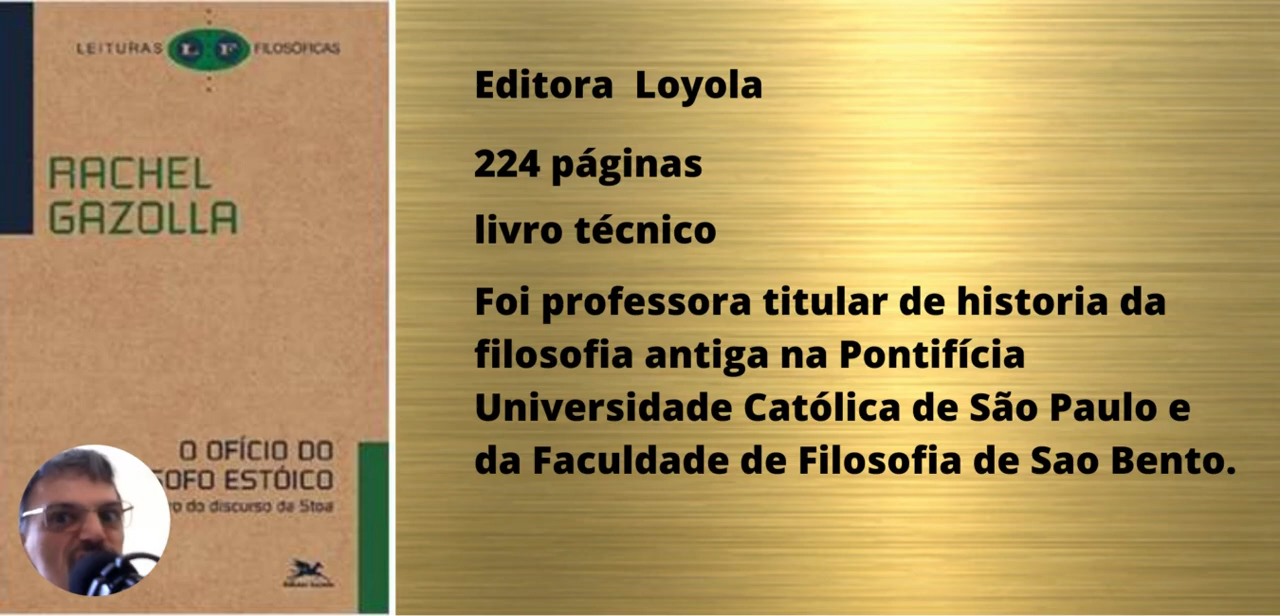 LEITURAS L F FILOSÓFICAS
RACHEL
GAZOLLA
O OFÍCIO DO
SOFO ESTÓICO
do discurso da Stoa
Editora Loyola
224 páginas
livro técnico
Foi professora titular de historia da
filosofia antiga na Pontifícia
Universidade Católica de São Paulo e
da Faculdade de Filosofia de Sao Bento.